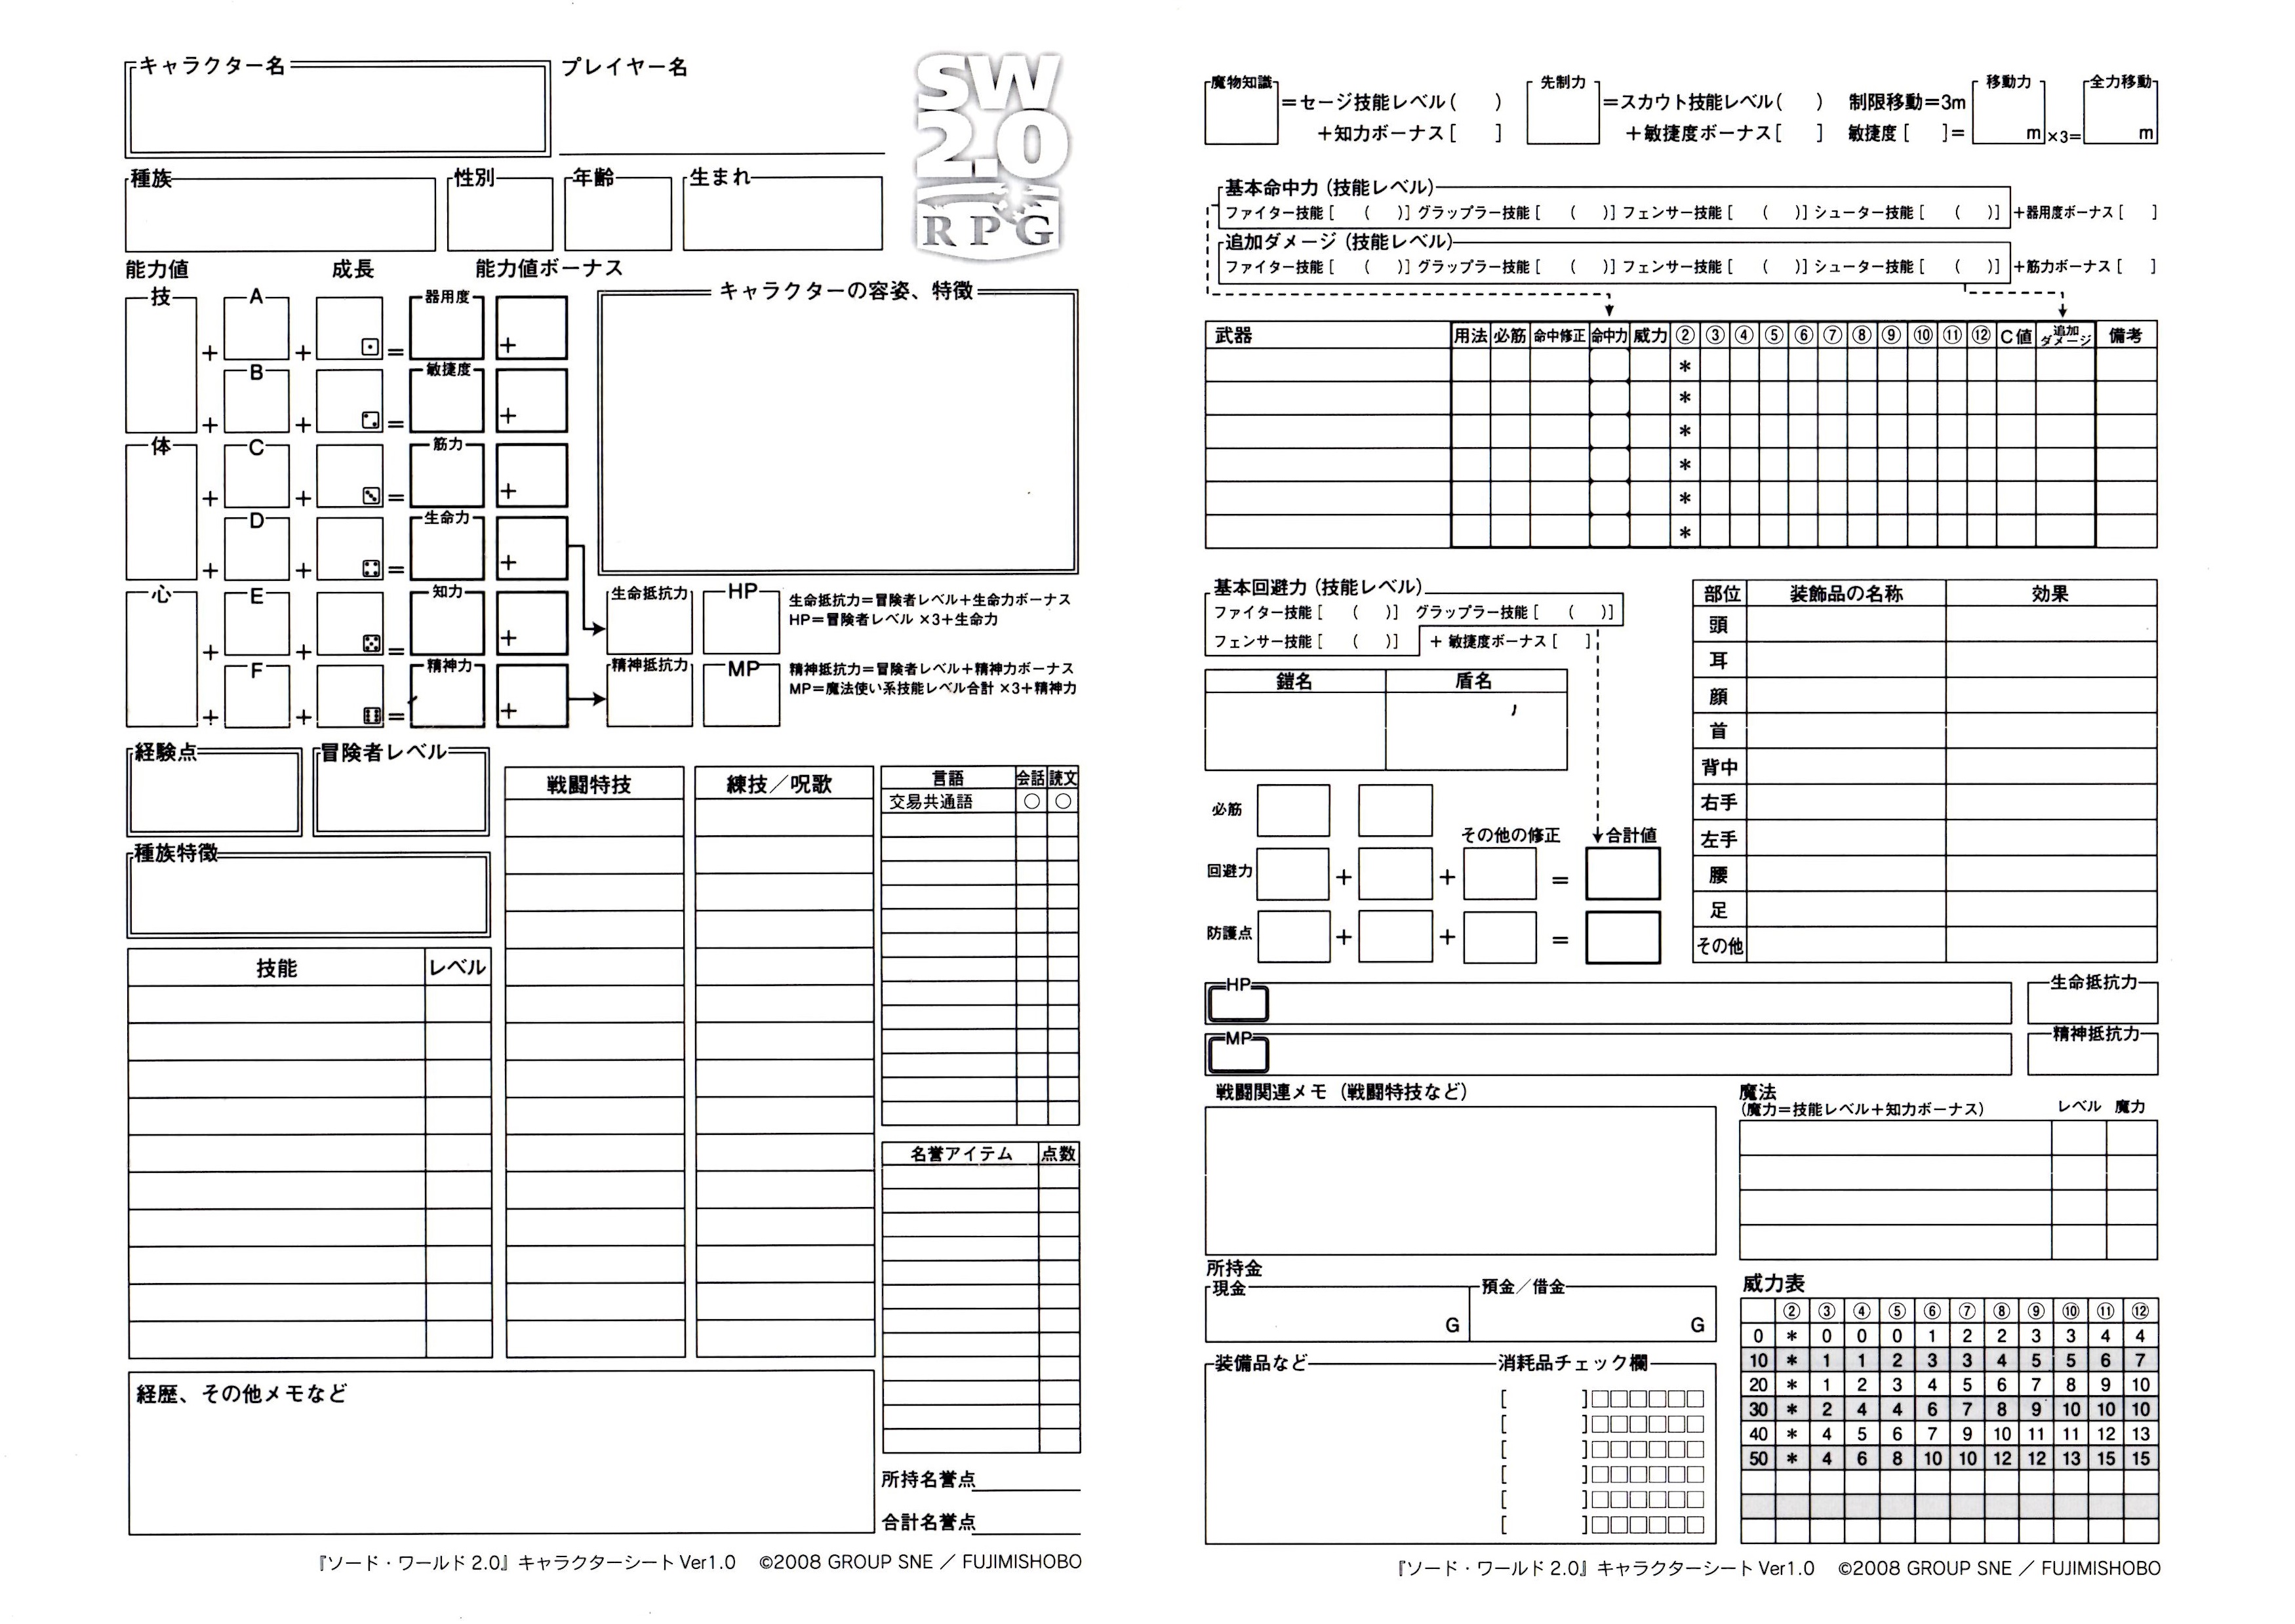 キャラクター名
プレイヤー名
SW
2.0
RPG
種族
性別
年齢
生まれ
能力値
成長
能力値ボーナス
技
A
+
+
=
器用度
+
B
+
+
=
敏捷度
+
体
C
+
+
=
筋力
+
D
+
+
=
生命力
+
心
E
+
+
=
知力
+
F
+
+
=
精神力
+
キャラクターの容姿、特徴
生命抵抗力
HP
生命抵抗力=冒険者レベル+生命力ボーナス
HP=冒険者レベル ×3+生命力
精神抵抗力
MP
精神抵抗力=冒険者レベル+精神力ボーナス
MP=魔法使い系技能レベル合計 ×3+精神力
経験点
冒険者レベル
種族特徴
技能 レベル
戦闘特技
練技／呪歌
言語 会話 読文
交易共通語 ○ ○
名誉アイテム 点数
所持名誉点
合計名誉点
経歴、その他メモなど
『ソード・ワールド 2.0』キャラクターシート Ver1.0 ©2008 GROUP SNE ／ FUJIMISHOBO
魔物知識
=セージ技能レベル( )
+知力ボーナス[ ]
先制力
=スカウト技能レベル( )
+敏捷度ボーナス[ ]
制限移動=3m
敏捷度[ ]=
移動力
m
×3=
全力移動
m
基本命中力（技能レベル）
ファイター技能[ ( )] グラップラー技能[ ( )] フェンサー技能[ ( )] シューター技能[ ( )] +器用度ボーナス[ ]
追加ダメージ（技能レベル）
ファイター技能[ ( )] グラップラー技能[ ( )] フェンサー技能[ ( )] シューター技能[ ( )] +筋力ボーナス[ ]
武器 用法 必筋 命中修正 命中力 威力 ② ③ ④ ⑤ ⑥ ⑦ ⑧ ⑨ ⑩ ⑪ ⑫ C値 追加ダメージ 備考
*
*
*
*
*
*
基本回避力（技能レベル）
ファイター技能[ ( )] グラップラー技能[ ( )]
フェンサー技能[ ( )] + 敏捷度ボーナス[ ]
鎧名 盾名
必筋
その他の修正 合計値
回避力 + + =
防護点 + + =
部位 装飾品の名称 効果
頭
耳
顔
首
背中
右手
左手
腰
足
その他
HP
生命抵抗力
MP
精神抵抗力
戦闘関連メモ（戦闘特技など）
魔法
（魔力=技能レベル+知力ボーナス） レベル 魔力
所持金
現金
G
預金／借金
G
装備品など
消耗品チェック欄
[ ]□□□□□□
[ ]□□□□□□
[ ]□□□□□□
[ ]□□□□□□
[ ]□□□□□□
[ ]□□□□□□
威力表
② ③ ④ ⑤ ⑥ ⑦ ⑧ ⑨ ⑩ ⑪ ⑫
0 * 0 0 0 1 2 2 3 3 4 4
10 * 1 1 2 3 3 4 5 5 6 7
20 * 1 2 3 4 5 6 7 8 9 10
30 * 2 4 4 6 7 8 9 10 10 10
40 * 4 5 6 7 9 10 11 11 12 13
50 * 4 6 8 10 10 12 12 13 15 15
『ソード・ワールド 2.0』キャラクターシート Ver1.0 ©2008 GROUP SNE ／ FUJIMISHOBO